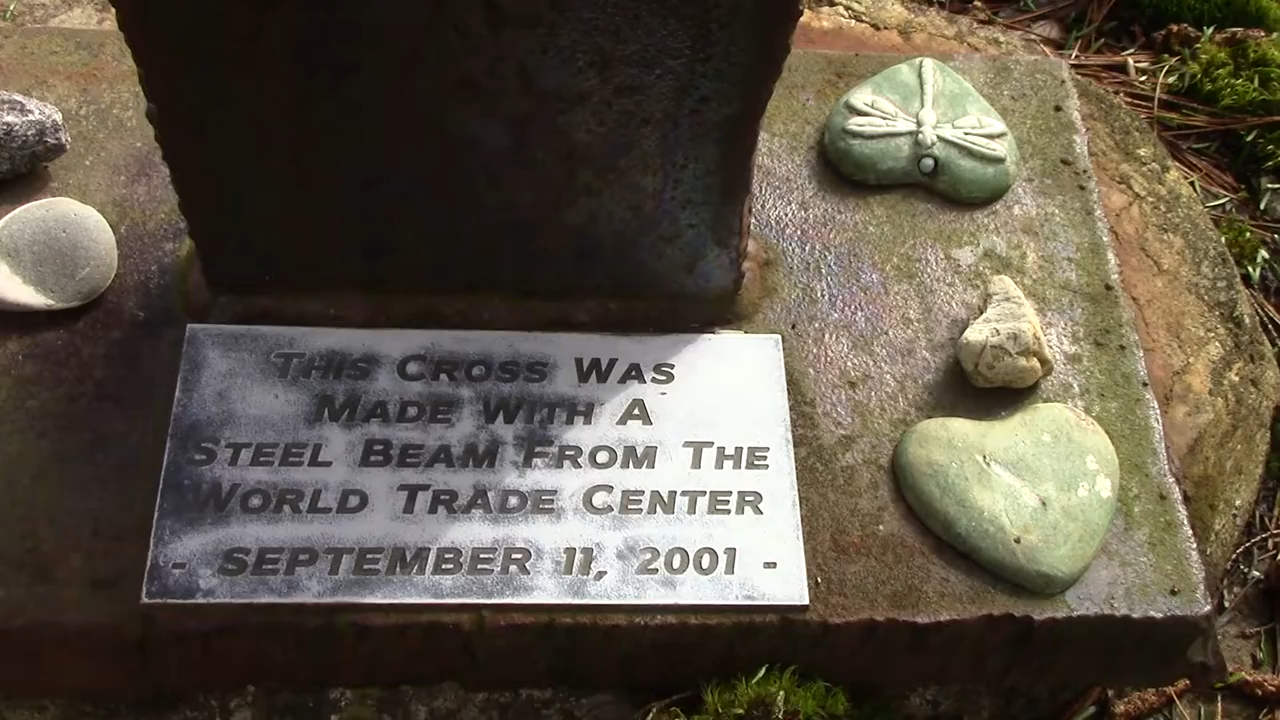 This Cross Was
Made With A
Steel Beam From The
World Trade Center
- September 11, 2001 -